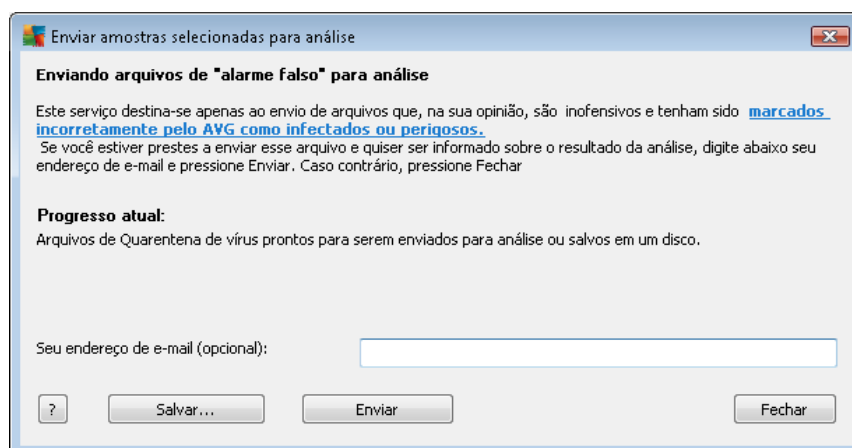 Enviar amostras selecionadas para análise
Enviando arquivos de "alarme falso" para análise
Este serviço destina-se apenas ao envio de arquivos que, na sua opinião, são inofensivos e tenham sido marcados
incorretamente pelo AVG como infectados ou perigosos.
Se você estiver prestes a enviar esse arquivo e quiser ser informado sobre o resultado da análise, digite abaixo seu
endereço de e-mail e pressione Enviar. Caso contrário, pressione Fechar
Progresso atual:
Arquivos de Quarentena de vírus prontos para serem enviados para análise ou salvos em um disco.
Seu endereço de e-mail (opcional):
? Salvar... Enviar Fechar